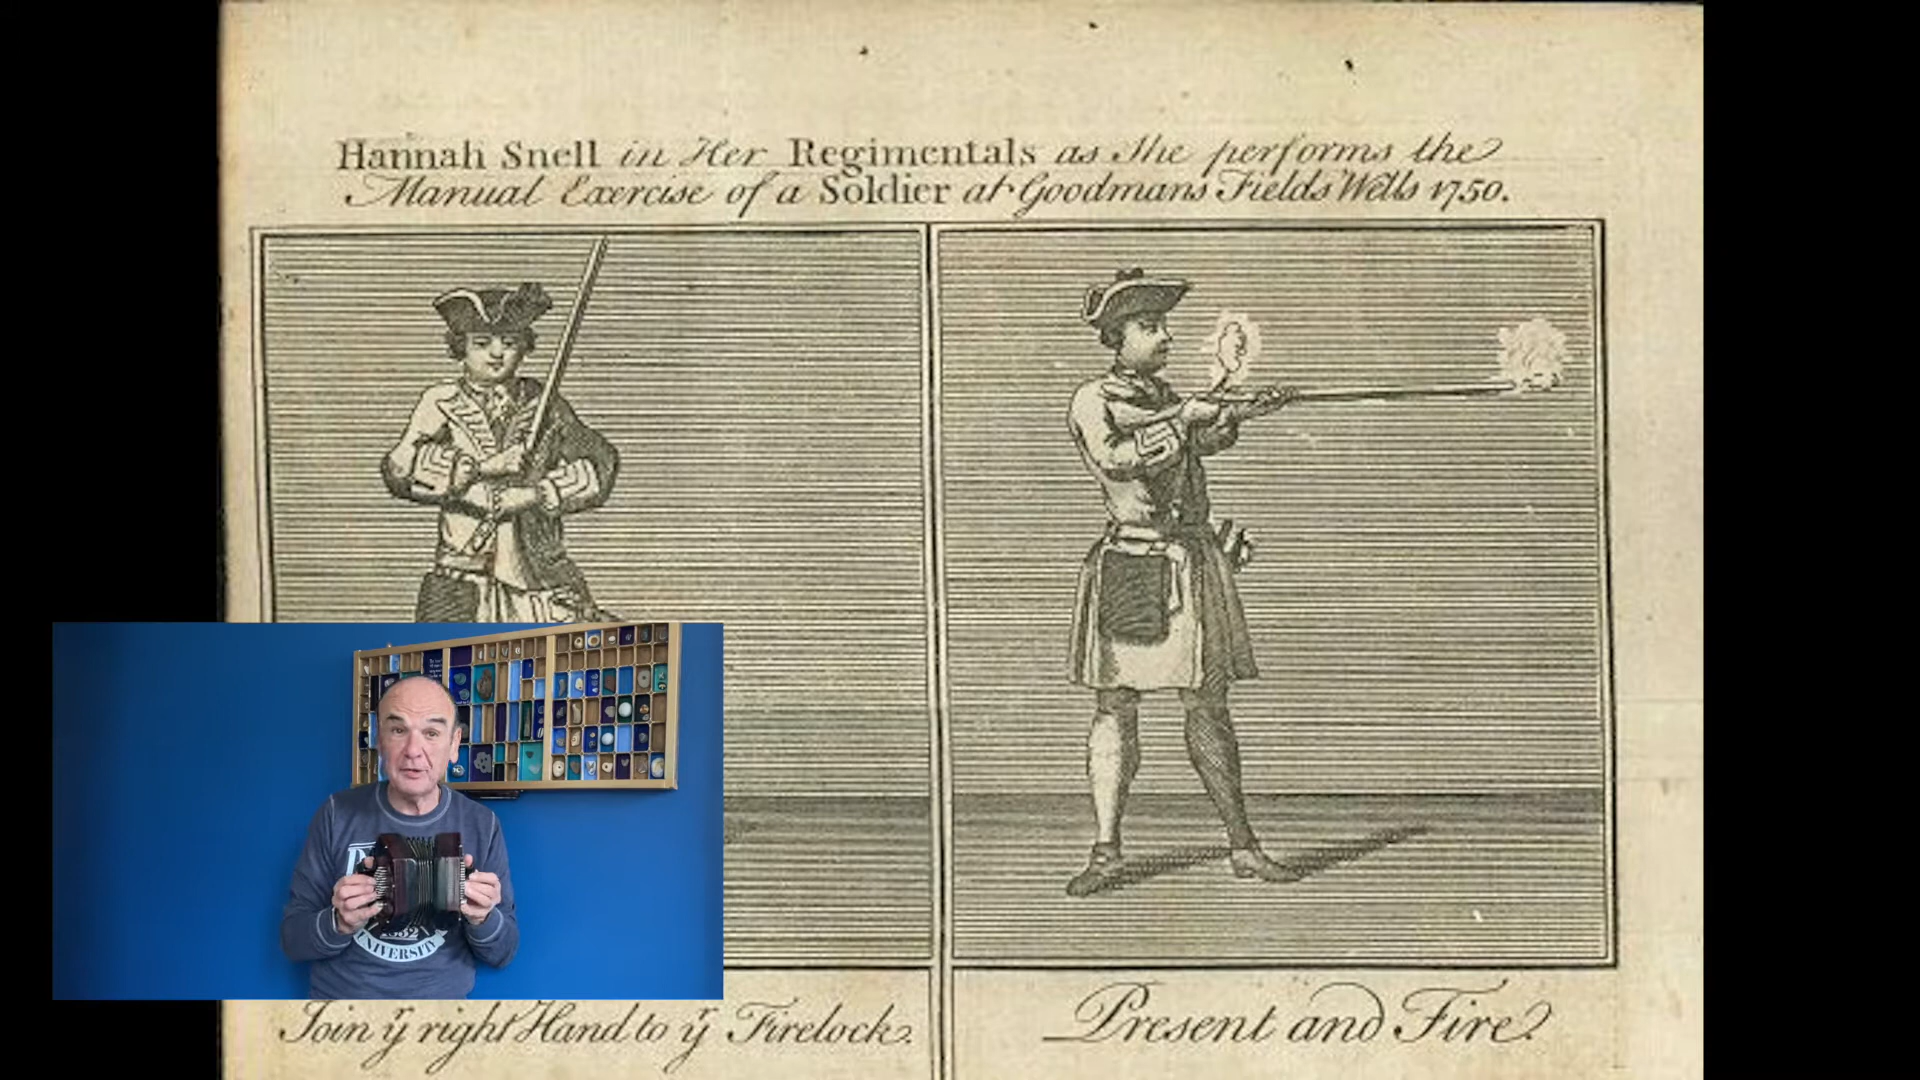 Hannah Snell in Her Regimentals as She performs the
Manual Exercise of a Soldier at Goodmans Fields Wells 1750.
Join yͤ right Hand to yͤ Firelock.
Present and Fire.
UNIVERSITY